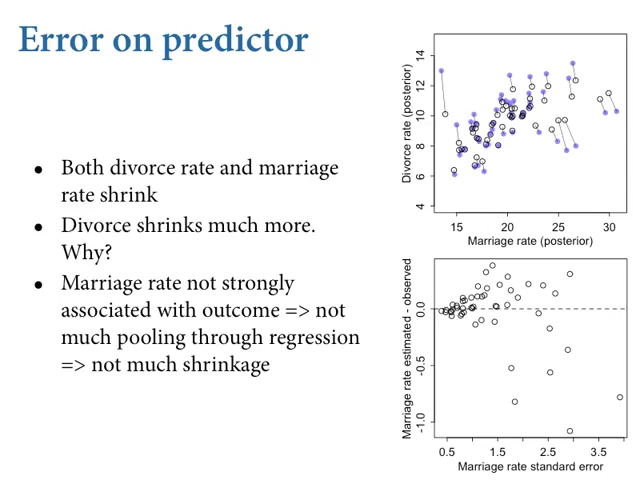 Error on predictor
• Both divorce rate and marriage
rate shrink
• Divorce shrinks much more.
Why?
• Marriage rate not strongly
associated with outcome => not
much pooling through regression
=> not much shrinkage
Divorce rate (posterior)
14
12
10
8
6
4
15 20 25 30
Marriage rate (posterior)
Marriage rate estimated - observed
0.0
-0.5
-1.0
0.5 1.5 2.5 3.5
Marriage rate standard error